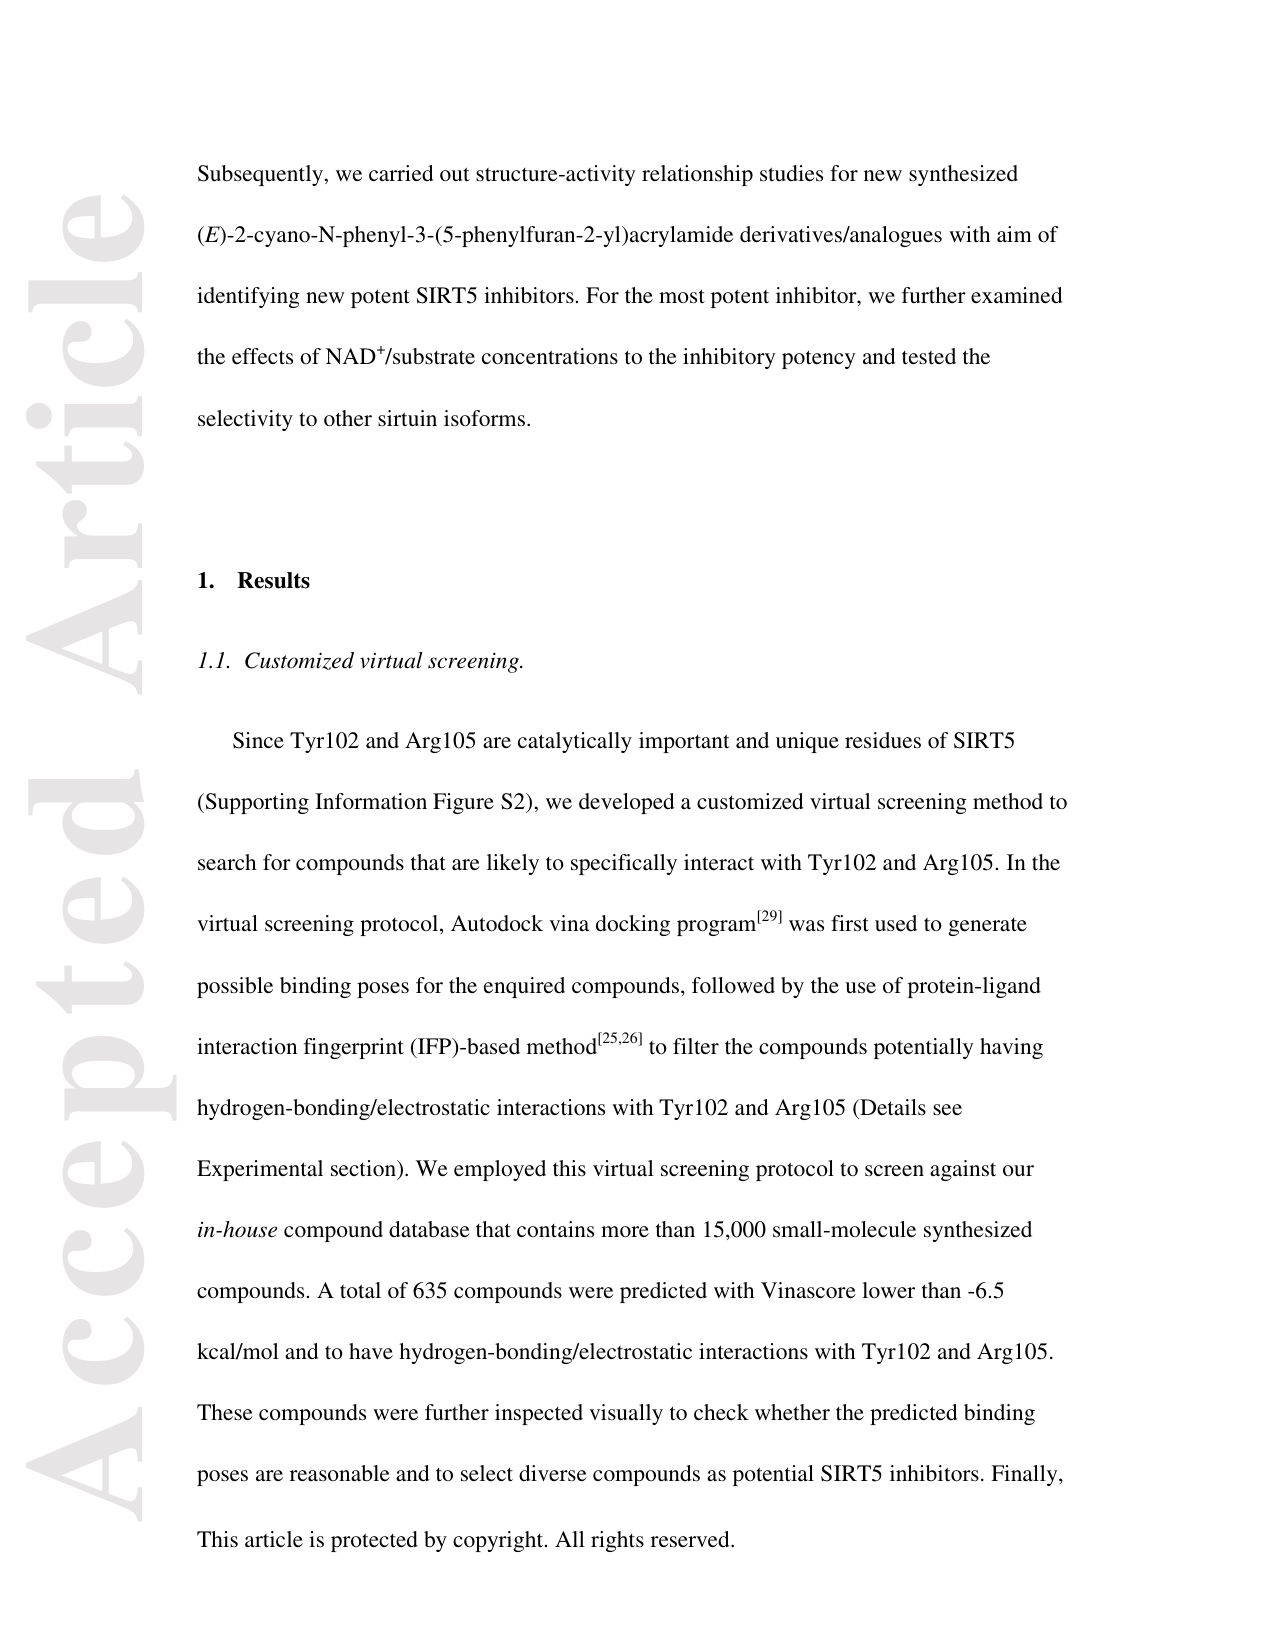 Subsequently, we carried out structure-activity relationship studies for new synthesized
(E)-2-cyano-N-phenyl-3-(5-phenylfuran-2-yl)acrylamide derivatives/analogues with aim of
identifying new potent SIRT5 inhibitors. For the most potent inhibitor, we further examined
the effects of NAD+/substrate concentrations to the inhibitory potency and tested the
selectivity to other sirtuin isoforms.
1. Results
1.1. Customized virtual screening.
Since Tyr102 and Arg105 are catalytically important and unique residues of SIRT5
(Supporting Information Figure S2), we developed a customized virtual screening method to
search for compounds that are likely to specifically interact with Tyr102 and Arg105. In the
virtual screening protocol, Autodock vina docking program[29] was first used to generate
possible binding poses for the enquired compounds, followed by the use of protein-ligand
interaction fingerprint (IFP)-based method[25,26] to filter the compounds potentially having
hydrogen-bonding/electrostatic interactions with Tyr102 and Arg105 (Details see
Experimental section). We employed this virtual screening protocol to screen against our
in-house compound database that contains more than 15,000 small-molecule synthesized
compounds. A total of 635 compounds were predicted with Vinascore lower than -6.5
kcal/mol and to have hydrogen-bonding/electrostatic interactions with Tyr102 and Arg105.
These compounds were further inspected visually to check whether the predicted binding
poses are reasonable and to select diverse compounds as potential SIRT5 inhibitors. Finally,
This article is protected by copyright. All rights reserved.
Accepted Article